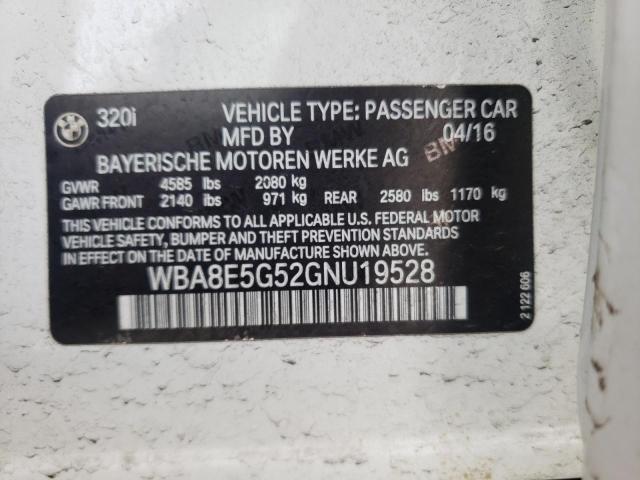 320i VEHICLE TYPE: PASSENGER CAR
MFD BY 04/16
BAYERISCHE MOTOREN WERKE AG
GVWR 4585 lbs 2080 kg
GAWR FRONT 2140 lbs 971 kg REAR 2580 lbs 1170 kg
THIS VEHICLE CONFORMS TO ALL APPLICABLE U.S. FEDERAL MOTOR
VEHICLE SAFETY, BUMPER, AND THEFT PREVENTION STANDARDS
IN EFFECT ON THE DATE OF MANUFACTURE SHOWN ABOVE.
WBA8E5G52GNU19528
2 122 606